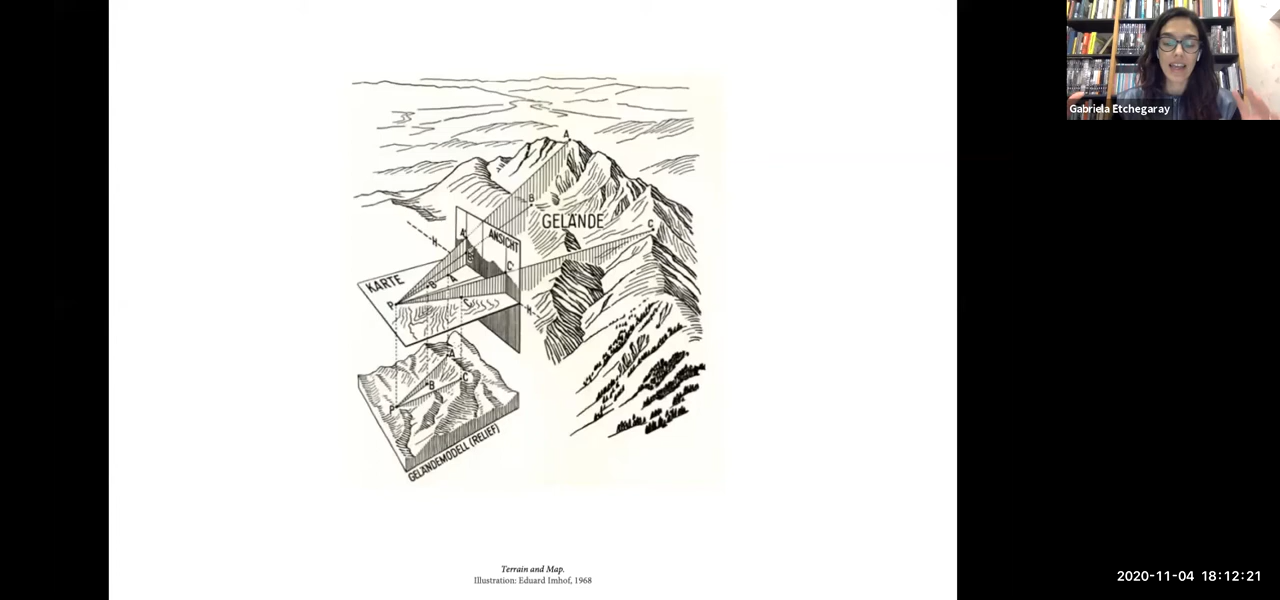 Gabriela Etchegaray
A
B
GELÄNDE
C
ANSICHT
A'
H
B'
C'
KARTE
B
A
P
C
H
A
B
C
P
GELÄNDEMODELL (RELIEF)
Terrain and Map.
Illustration: Eduard Imhof, 1968
2020-11-04 18:12:21